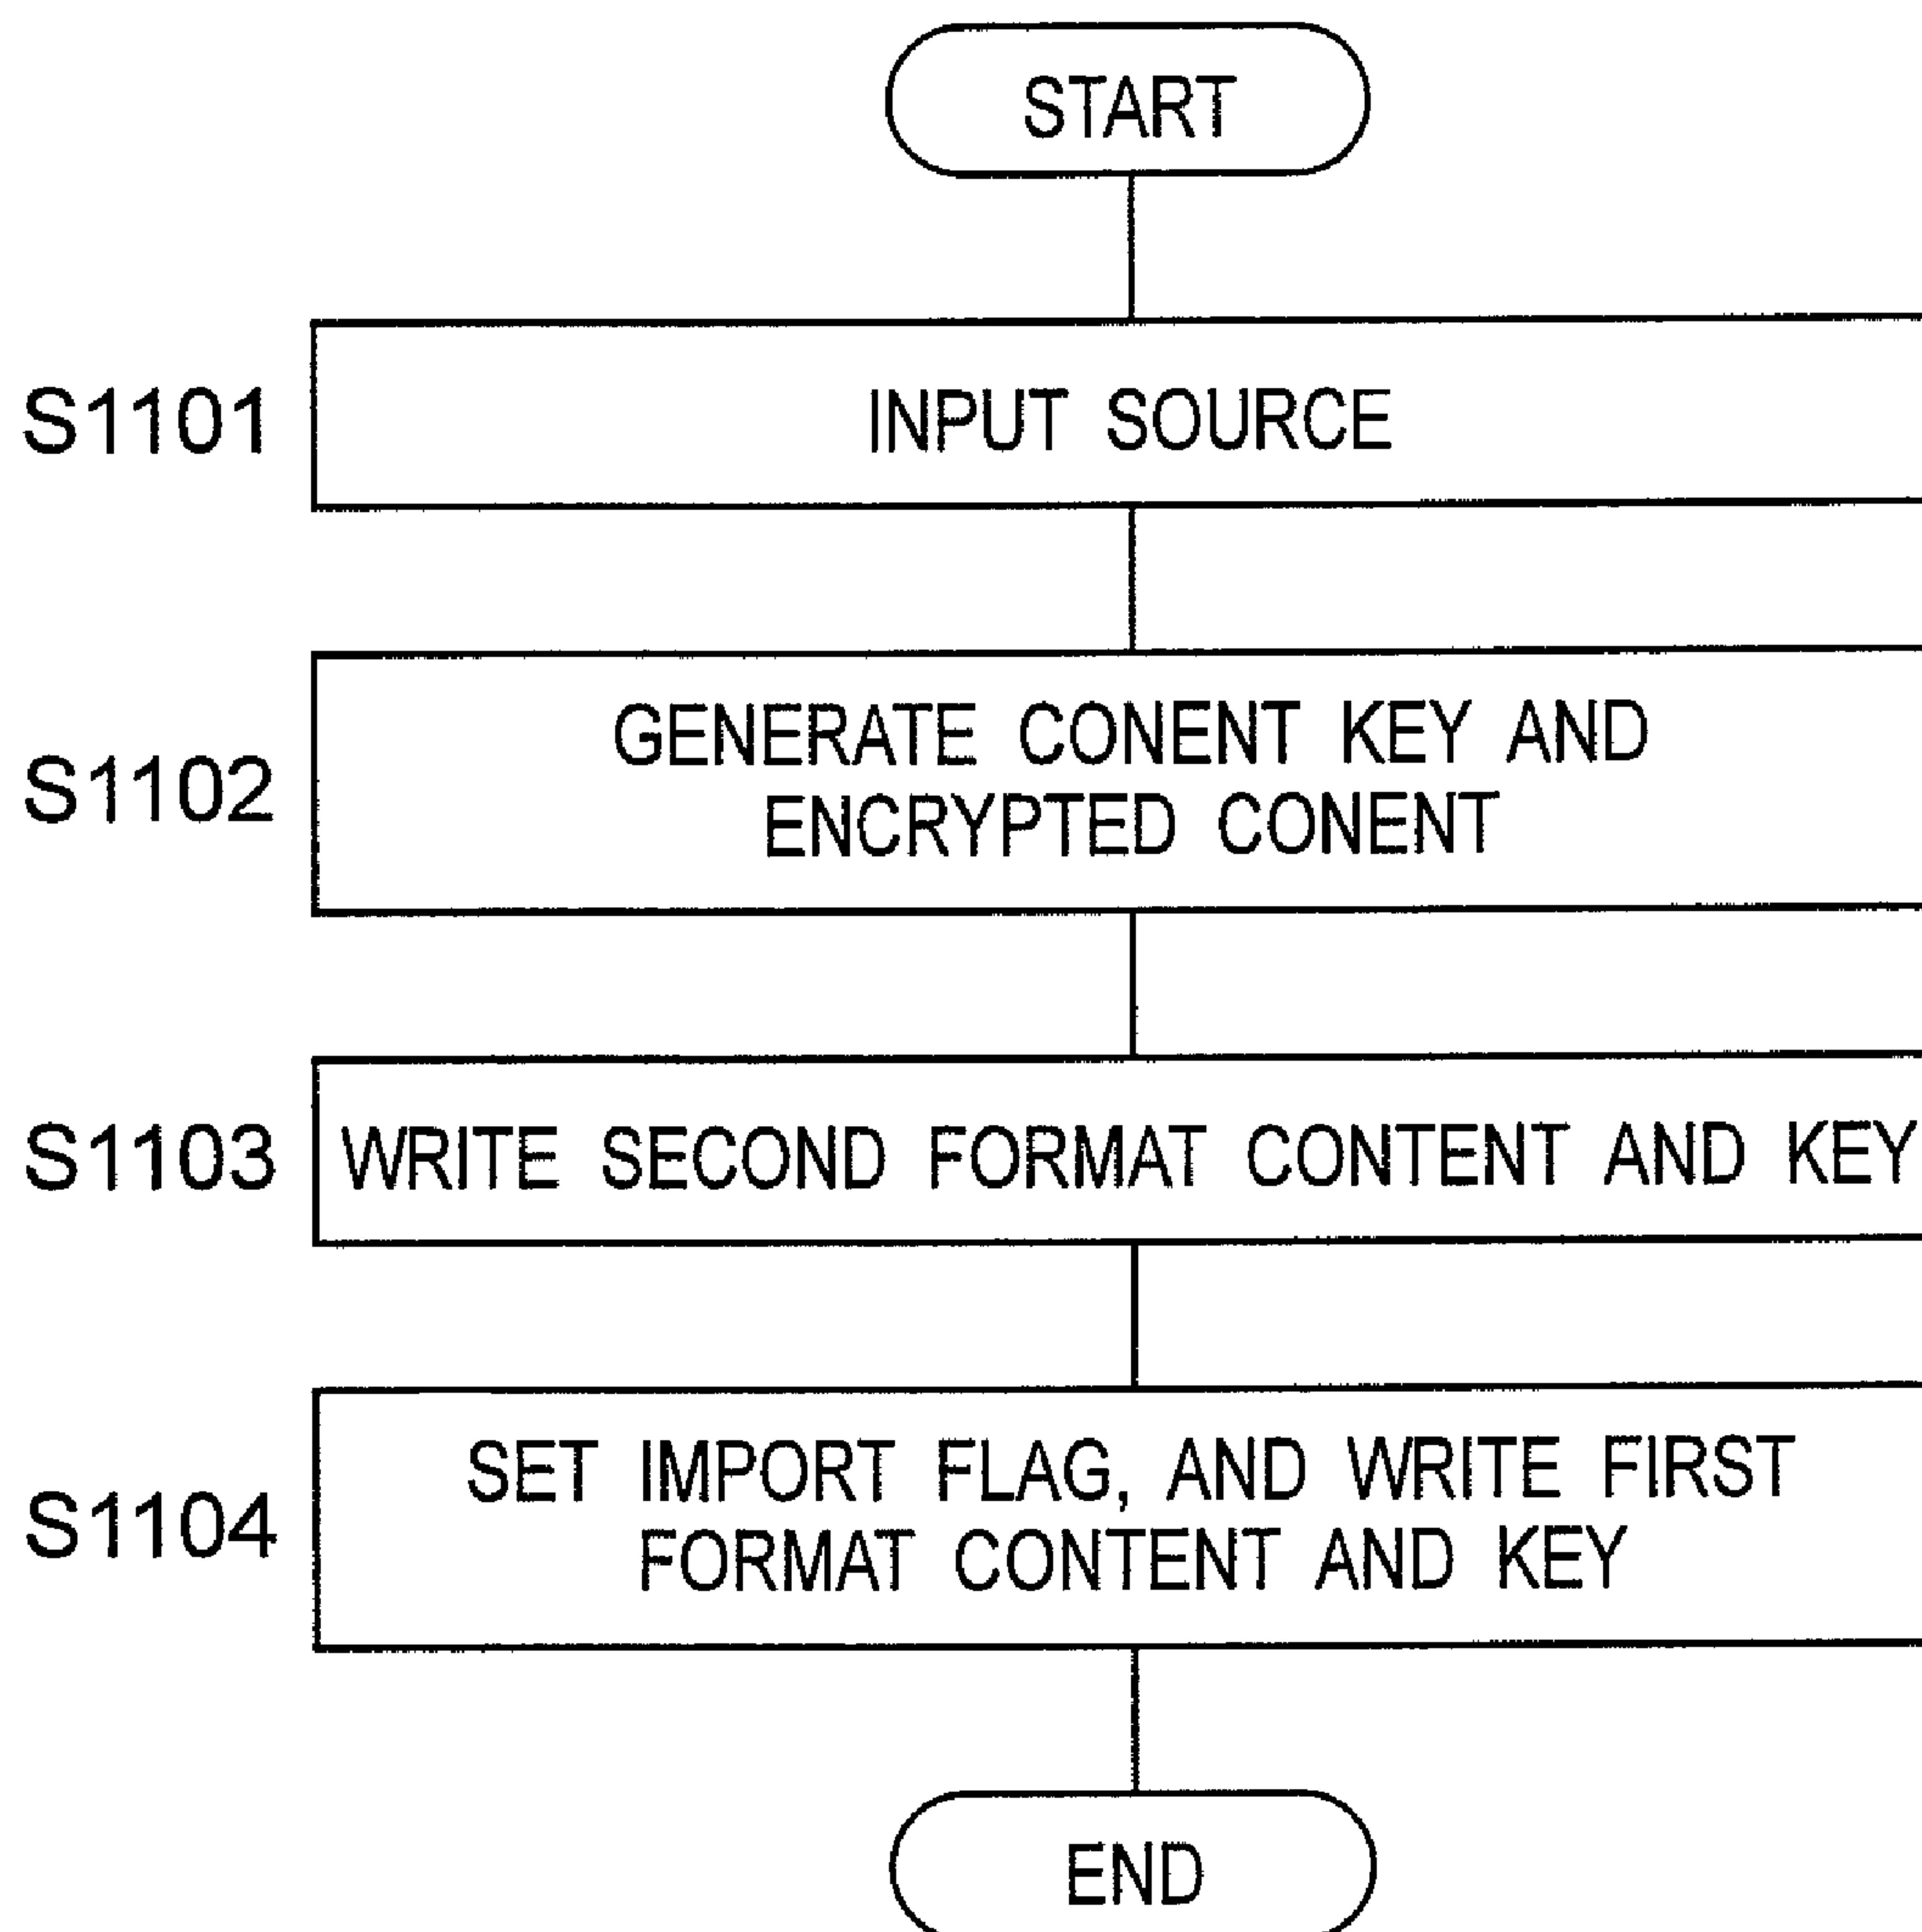 START
S1101 INPUT SOURCE
GENERATE CONENT KEY AND
S1102
ENCRYPTED CONENT
S1103 WRITE SECOND FORMAT CONTENT AND KEY
SET IMPORT FLAG, AND WRITE FIRST
S1104
FORMAT CONTENT AND KEY
END